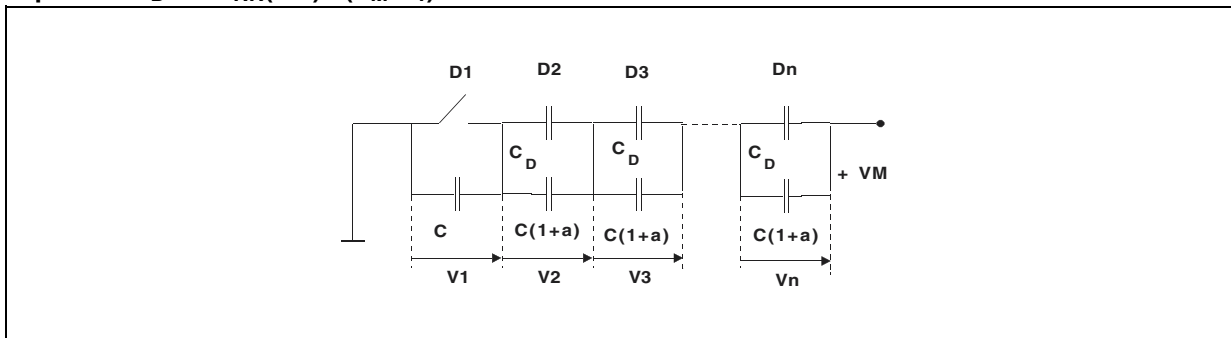 D1 D2 D3 Dn
C D C D C D
+ VM
C C(1+a) C(1+a) C(1+a)
V1 V2 V3 Vn